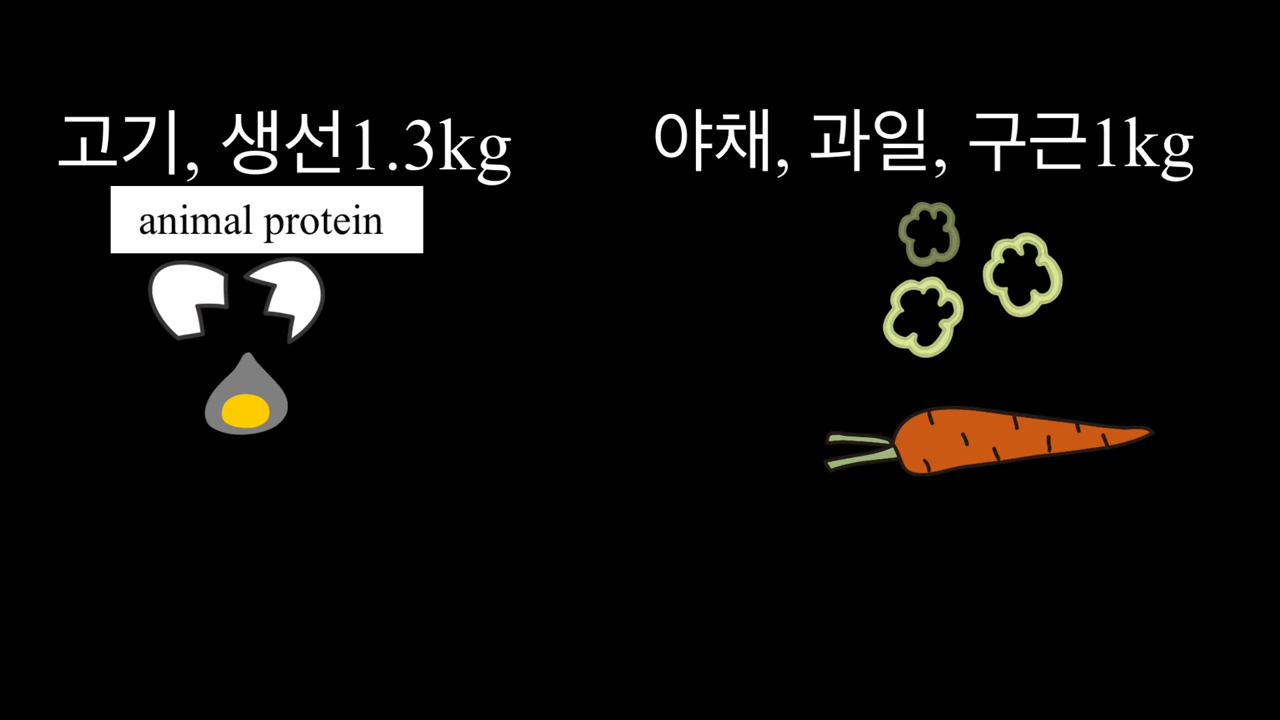 고기, 생선1.3kg
animal protein
야채, 과일, 구근1kg